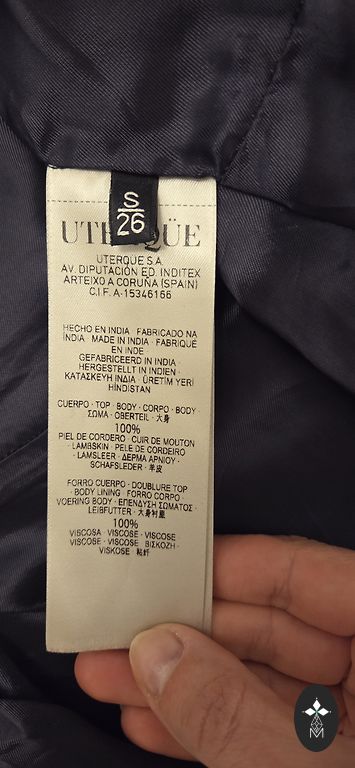 S
26
UTERQÜE
UTERQÜE S.A.
AV. DIPUTACIÓN ED. INDITEX
ARTEIXO A CORUÑA (SPAIN)
C.I.F. A-15346166
HECHO EN INDIA · FABRICADO NA
ÍNDIA · MADE IN INDIA · FABRIQUÉ
EN INDE ·
GEFABRICEERD IN INDIA ·
HERGESTELLT IN INDIEN ·
ΚΑΤΑΣΚΕΥΗ ΙΝΔΙΑ · ÜRETİM YERİ
HİNDİSTAN
CUERPO · TOP · BODY · CORPO · BODY ·
ΣΩΜΑ · OBERTEIL · 大身
100%
PIEL DE CORDERO · CUIR DE MOUTON
· LAMBSKIN · PELE DE CORDEIRO ·
LAMSLEER · ΔΕΡΜΑ ΑΡΝΙΟΥ ·
SCHAFSLEDER · 羊皮
FORRO CUERPO · DOUBLURE TOP ·
BODY LINING · FORRO CORPO ·
VOERING BODY · ΕΠΕΝΔΥΣΗ ΣΩΜΑΤΟΣ ·
LEIBFUTTER · 大身衬里
100%
VISCOSA · VISCOSE · VISCOSE ·
VISCOSE · VISCOSE · ΒΙΣΚΟΖΗ ·
VISKOSE · 粘纤
M